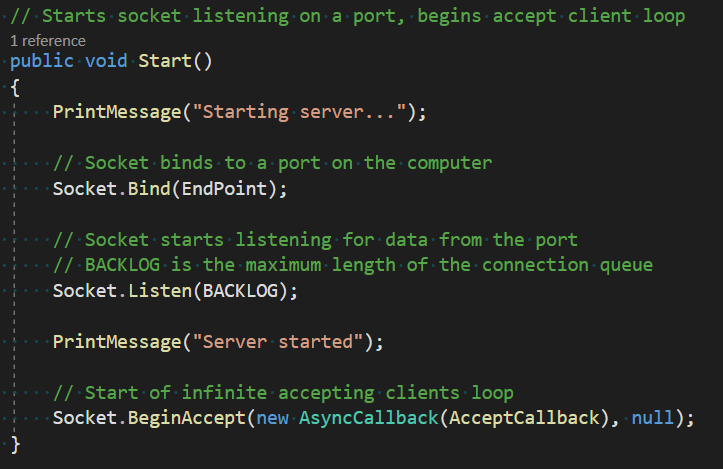 // Starts socket listening on a port, begins accept client loop
1 reference
public void Start()
{
    PrintMessage("Starting server...");
    // Socket binds to a port on the computer
    Socket.Bind(EndPoint);
    // Socket starts listening for data from the port
    // BACKLOG is the maximum length of the connection queue
    Socket.Listen(BACKLOG);
    PrintMessage("Server started");
    // Start of infinite accepting clients loop
    Socket.BeginAccept(new AsyncCallback(AcceptCallback), null);
}